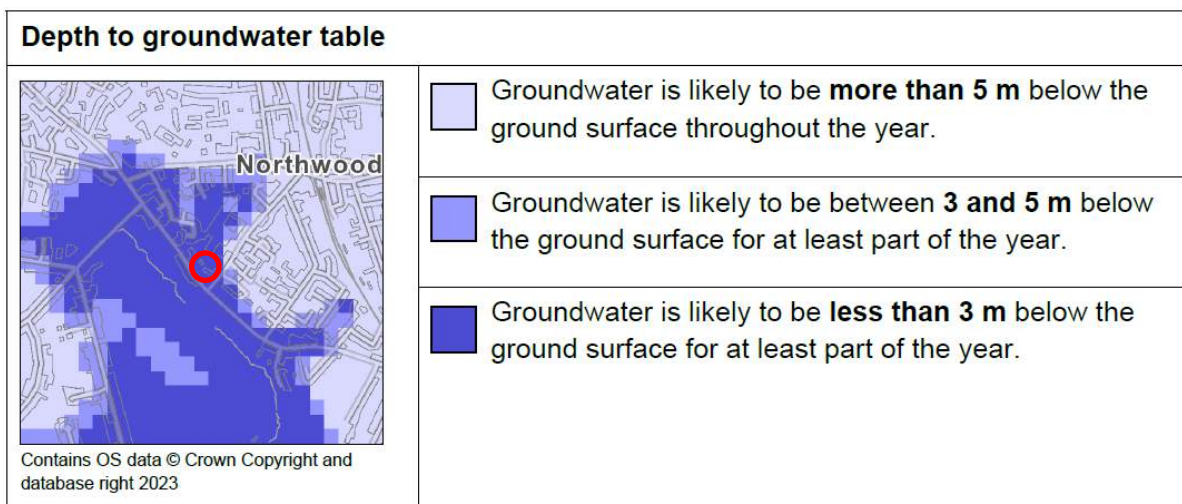 Depth to groundwater table
Northwood
Contains OS data © Crown Copyright and
database right 2023
Groundwater is likely to be more than 5 m below the
ground surface throughout the year.
Groundwater is likely to be between 3 and 5 m below
the ground surface for at least part of the year.
Groundwater is likely to be less than 3 m below the
ground surface for at least part of the year.